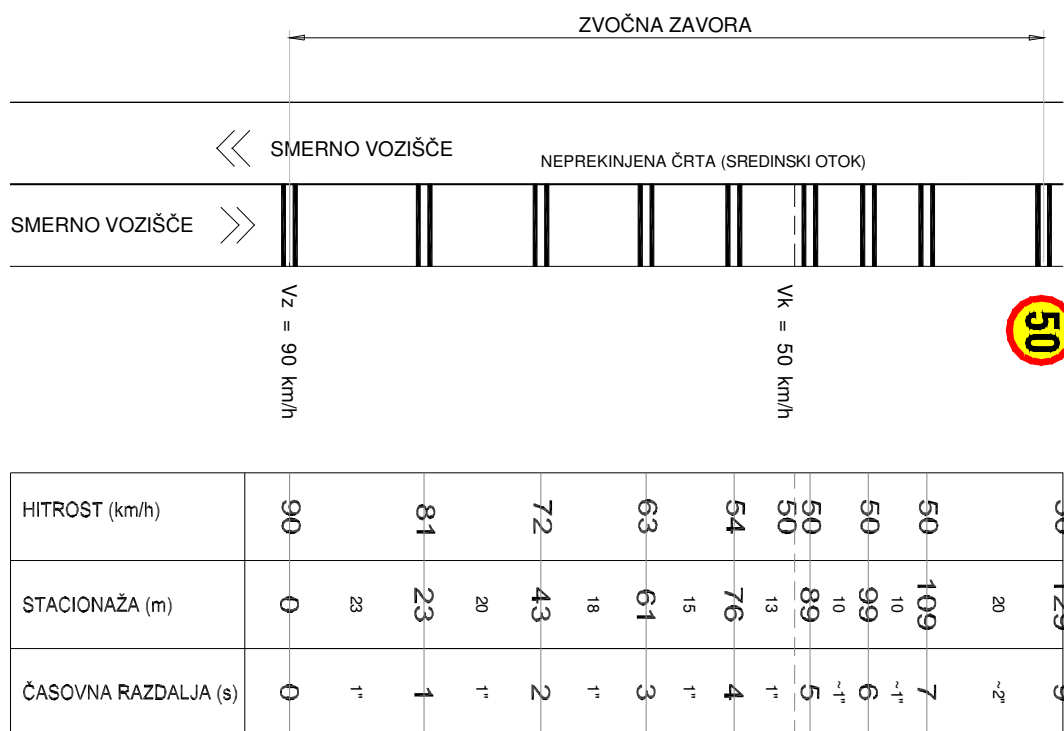 ZVOČNA ZAVORA
SMERNO VOZIŠČE
NEPREKINJENA ČRTA (SREDINSKI OTOK)
SMERNO VOZIŠČE
Vz = 90 km/h
Vk = 50 km/h
50
HITROST (km/h) 90 81 72 63 54 50 50 50 50 50
STACIONAŽA (m) 0 23 23 20 43 18 61 15 76 13 89 10 99 10 109 20 129
ČASOVNA RAZDALJA (s) 0 1" 1 1" 2 1" 3 1" 4 1" 5 ~1" 6 ~1" 7 ~2" 9